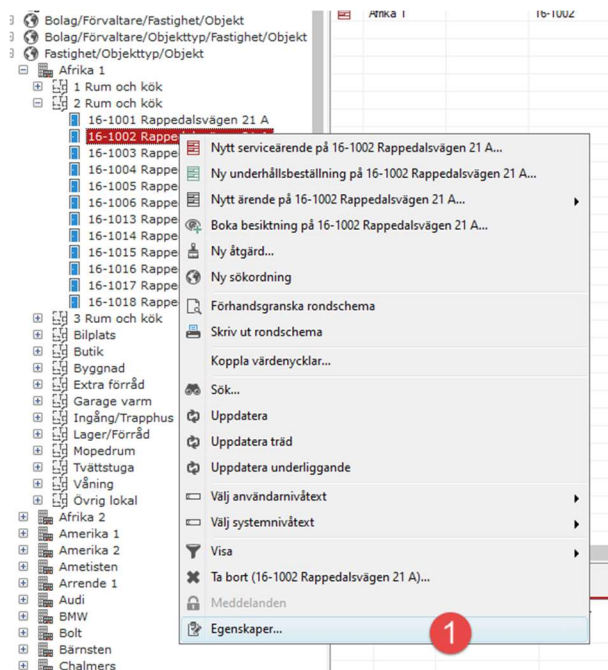 Bolag/Förvaltare/Fastighet/Objekt
Bolag/Förvaltare/Objekttyp/Fastighet/Objekt
Fastighet/Objekttyp/Objekt
Afrika 1
1 Rum och kök
2 Rum och kök
16-1001 Rappedalsvägen 21 A
16-1002 Rappedalsvägen 21 A
16-1003 Rappe
16-1004 Rappe
16-1005 Rappe
16-1006 Rappe
16-1013 Rappe
16-1014 Rappe
16-1015 Rappe
16-1016 Rappe
16-1017 Rappe
16-1018 Rappe
3 Rum och kök
Bilplats
Butik
Byggnad
Extra förråd
Garage varm
Ingång/Trapphus
Lager/Förråd
Mopedrum
Tvättstuga
Våning
Övrig lokal
Afrika 2
Amerika 1
Amerika 2
Ametisten
Arrende 1
Audi
BMW
Bolt
Bärnsten
Chalmers
Afrika 1 16-1002
Nytt serviceärende på 16-1002 Rappedalsvägen 21 A...
Ny underhållsbeställning på 16-1002 Rappedalsvägen 21 A...
Nytt ärende på 16-1002 Rappedalsvägen 21 A...
Boka besiktning på 16-1002 Rappedalsvägen 21 A...
Ny åtgärd...
Ny sökordning
Förhandsgranska rondschema
Skriv ut rondschema
Koppla värdenycklar...
Sök...
Uppdatera
Uppdatera träd
Uppdatera underliggande
Välj användarnivåtext
Välj systemnivåtext
Visa
Ta bort (16-1002 Rappedalsvägen 21 A)...
Meddelanden
Egenskaper...
1